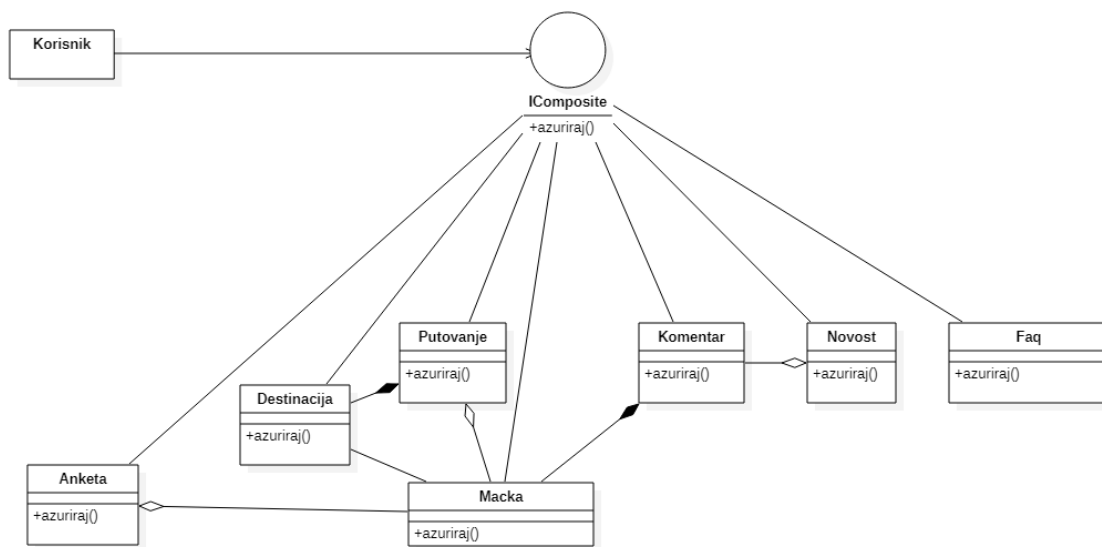 Korisnik
IComposite
+azuriraj()
Putovanje
+azuriraj()
Komentar
+azuriraj()
Novost
+azuriraj()
Faq
+azuriraj()
Destinacija
+azuriraj()
Anketa
+azuriraj()
Macka
+azuriraj()